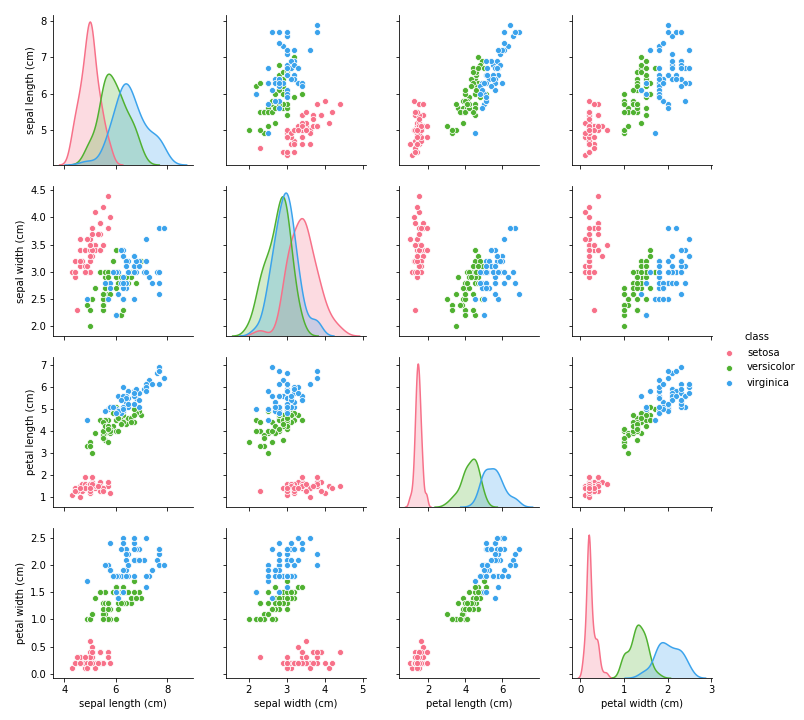 8
7
6
5
sepal length (cm)
4.5
4.0
3.5
3.0
2.5
2.0
sepal width (cm)
class
setosa
versicolor
virginica
7
6
5
4
3
2
1
petal length (cm)
2.5
2.0
1.5
1.0
0.5
0.0
petal width (cm)
4 6 8 2 3 4 5 2 4 6 0 1 2 3
sepal length (cm) sepal width (cm) petal length (cm) petal width (cm)